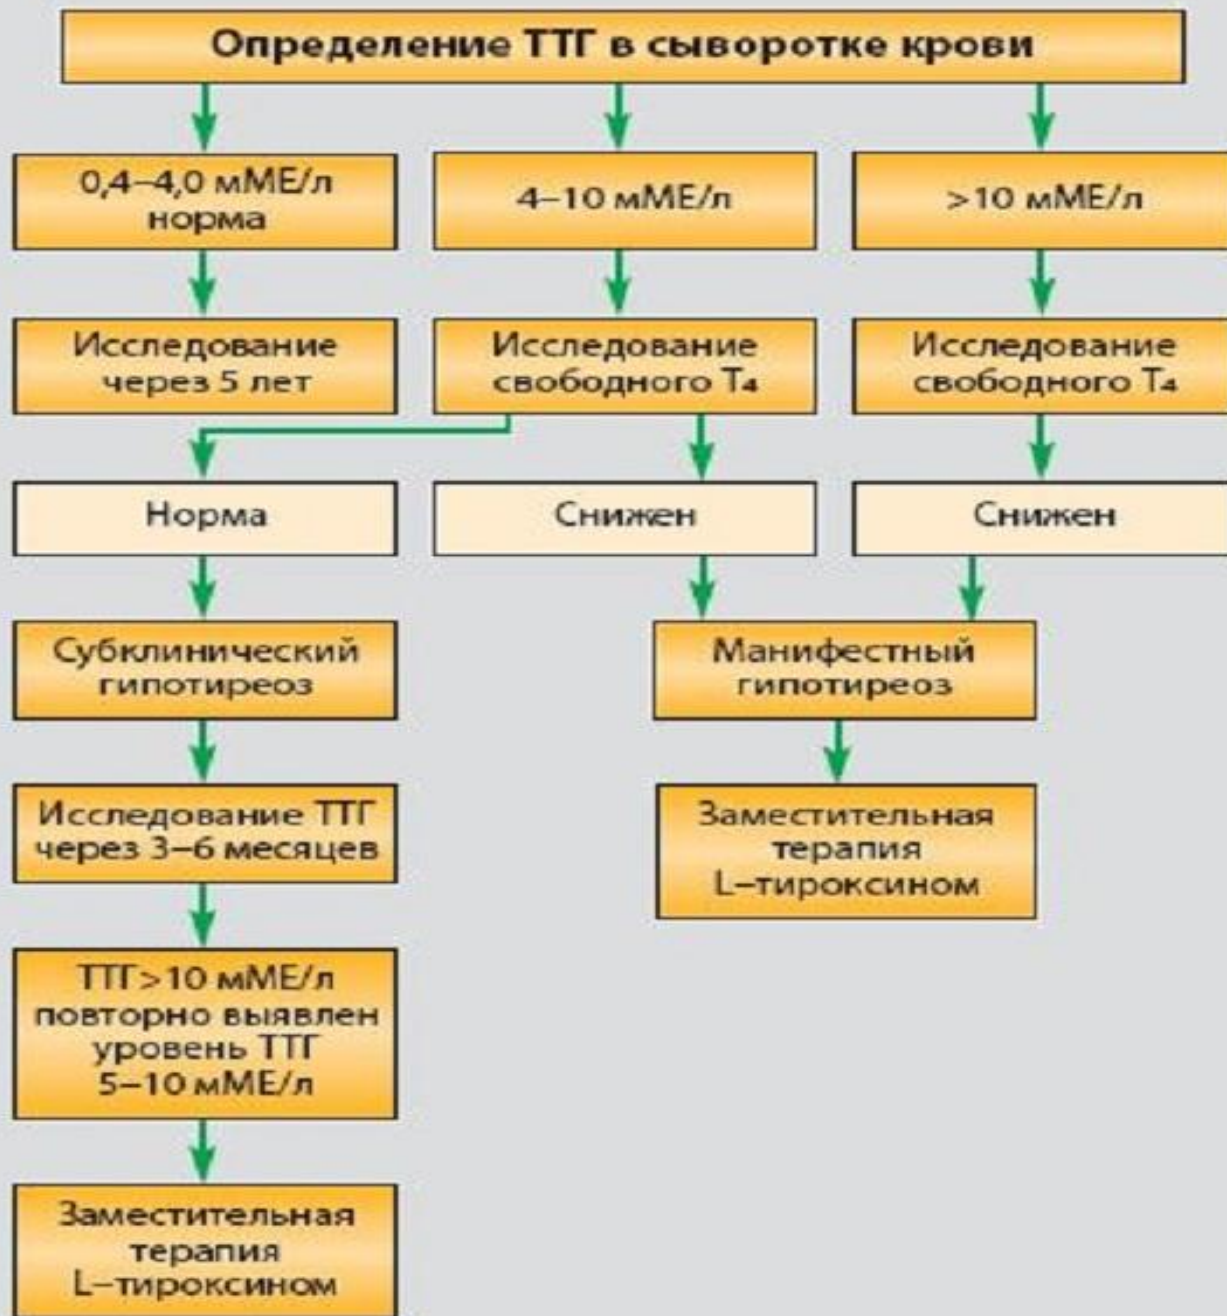 Определение ТТГ в сыворотке крови
0,4–4,0 мМЕ/л
норма
4–10 мМЕ/л
>10 мМЕ/л
Исследование
через 5 лет
Исследование
свободного Т₄
Исследование
свободного Т₄
Норма
Снижен
Снижен
Субклинический
гипотиреоз
Манифестный
гипотиреоз
Исследование ТТГ
через 3–6 месяцев
Заместительная
терапия
L–тироксином
ТТГ>10 мМЕ/л
повторно выявлен
уровень ТТГ
5–10 мМЕ/л
Заместительная
терапия
L–тироксином